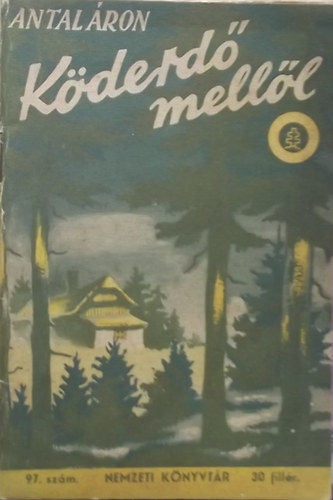 ANTAL ÁRON
Köderdő
mellől
97. szám. NEMZETI KÖNYVTÁR 30 fillér.